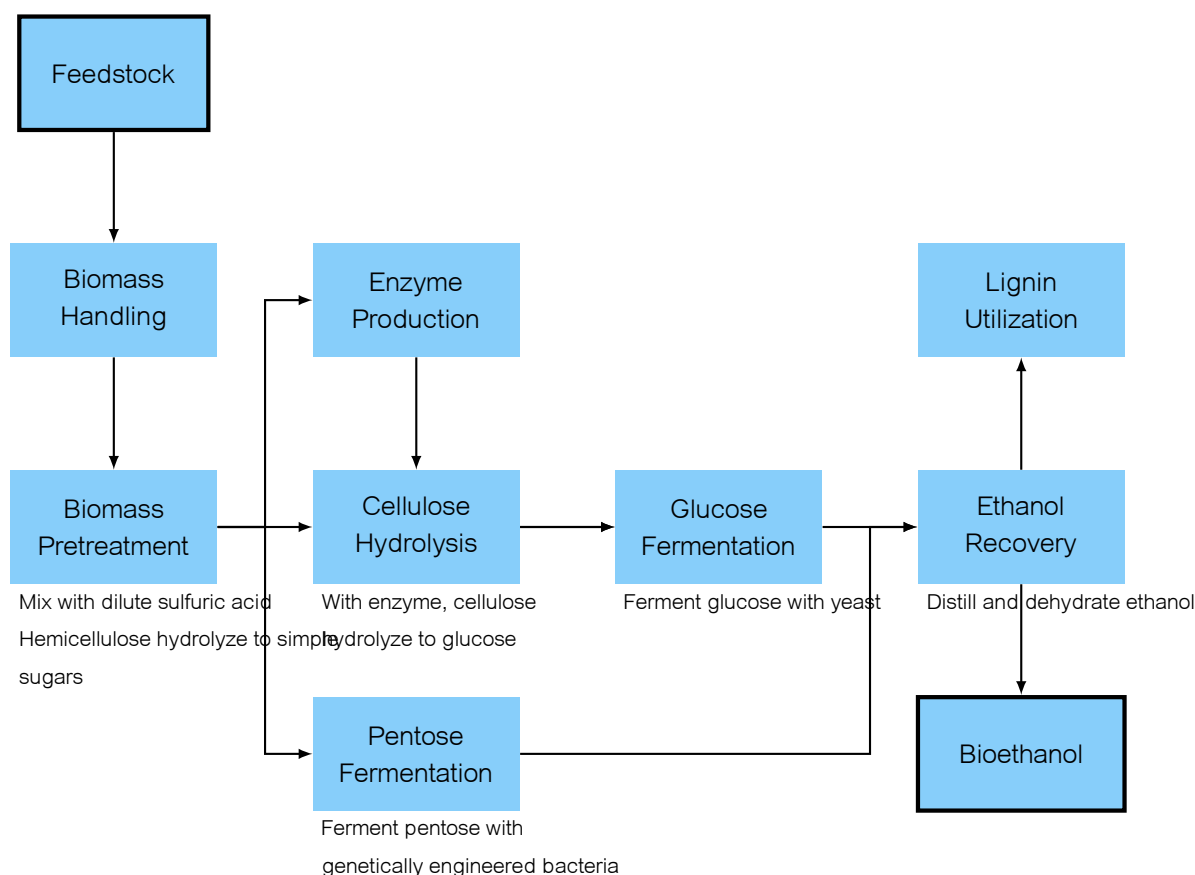 Feedstock
Biomass
Handling
Enzyme
Production
Lignin
Utilization
Biomass
Pretreatment
Cellulose
Hydrolysis
Glucose
Fermentation
Ethanol
Recovery
Mix with dilute sulfuric acid
Hemicellulose hydrolyze to simple
sugars
With enzyme, cellulose
hydrolyze to glucose
Ferment glucose with yeast
Distill and dehydrate ethanol
Pentose
Fermentation
Bioethanol
Ferment pentose with
genetically engineered bacteria